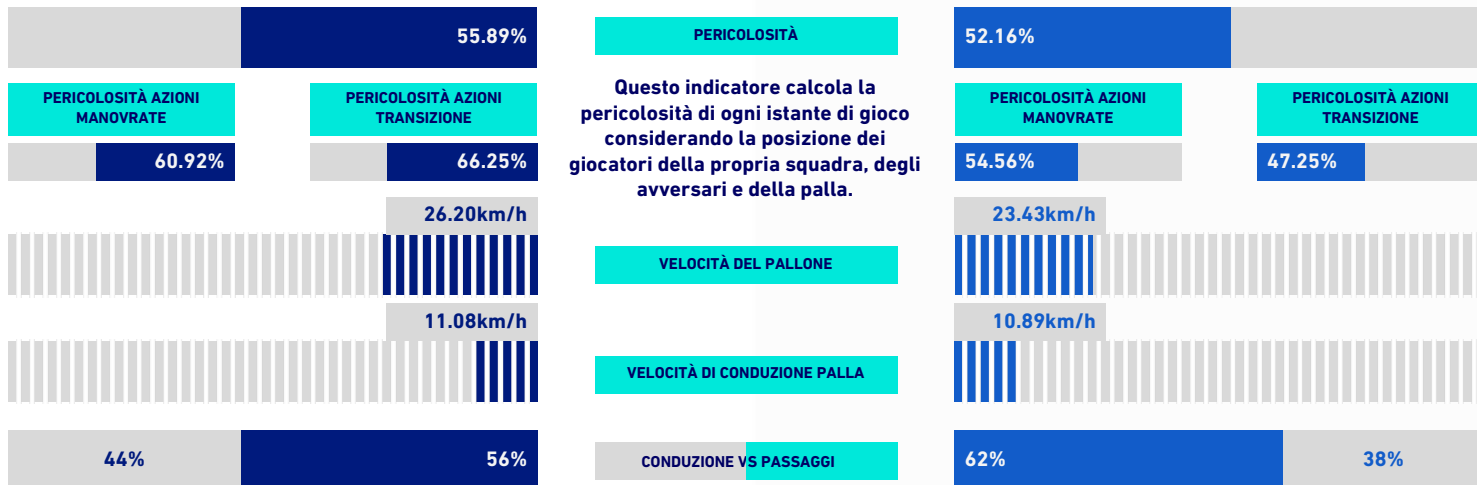 55.89%
PERICOLOSITÀ
52.16%
PERICOLOSITÀ AZIONI
MANOVRATE
PERICOLOSITÀ AZIONI
TRANSIZIONE
Questo indicatore calcola la
pericolosità di ogni istante di gioco
considerando la posizione dei
giocatori della propria squadra, degli
avversari e della palla.
PERICOLOSITÀ AZIONI
MANOVRATE
PERICOLOSITÀ AZIONI
TRANSIZIONE
60.92%
66.25%
54.56%
47.25%
26.20km/h
VELOCITÀ DEL PALLONE
23.43km/h
11.08km/h
VELOCITÀ DI CONDUZIONE PALLA
10.89km/h
44%
56%
CONDUZIONE VS PASSAGGI
62%
38%